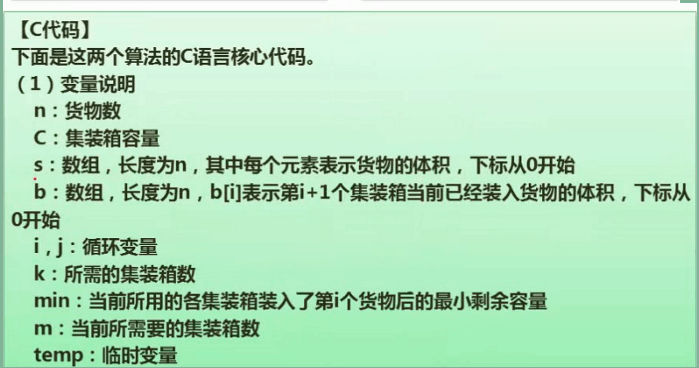 【C代码】
下面是这两个算法的C语言核心代码。
（1）变量说明
n：货物数
C：集装箱容量
s：数组，长度为n，其中每个元素表示货物的体积，下标从0开始
b：数组，长度为n，b[i]表示第i+1个集装箱当前已经装入货物的体积，下标从
0开始
i，j：循环变量
k：所需的集装箱数
min：当前所用的各集装箱装入了第i个货物后的最小剩余容量
m：当前所需要的集装箱数
temp：临时变量